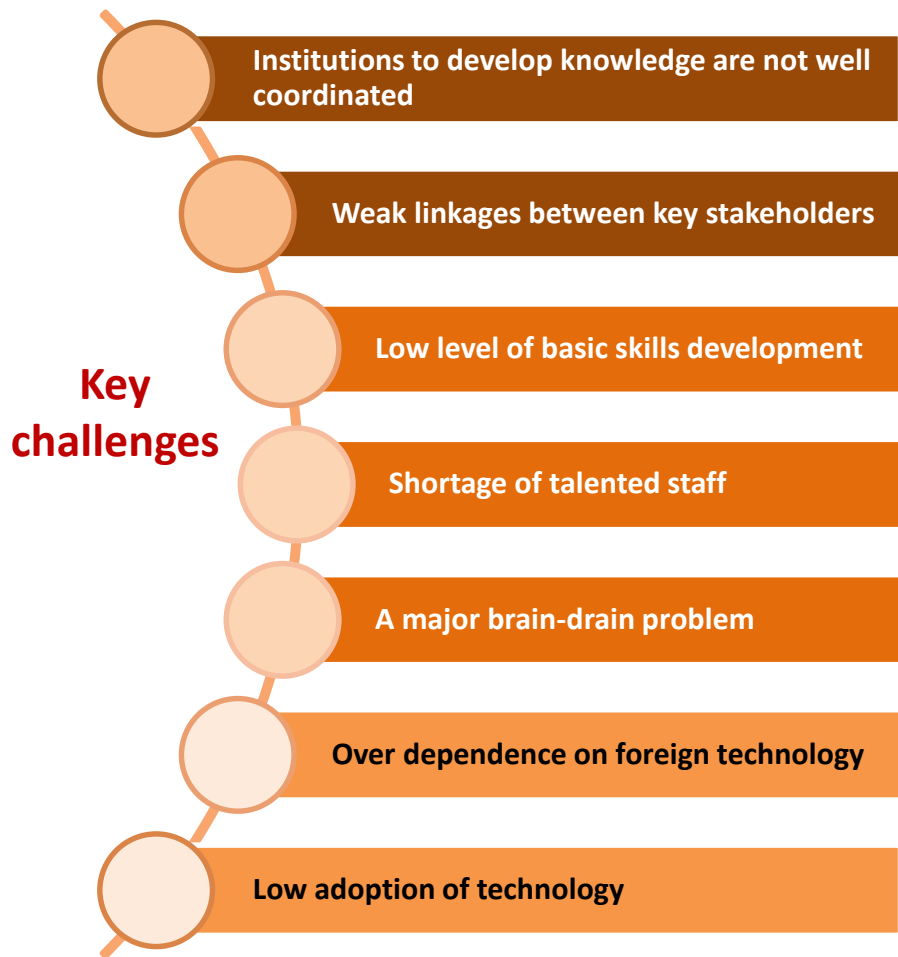 Key
challenges
Institutions to develop knowledge are not well
coordinated
Weak linkages between key stakeholders
Low level of basic skills development
Shortage of talented staff
A major brain-drain problem
Over dependence on foreign technology
Low adoption of technology